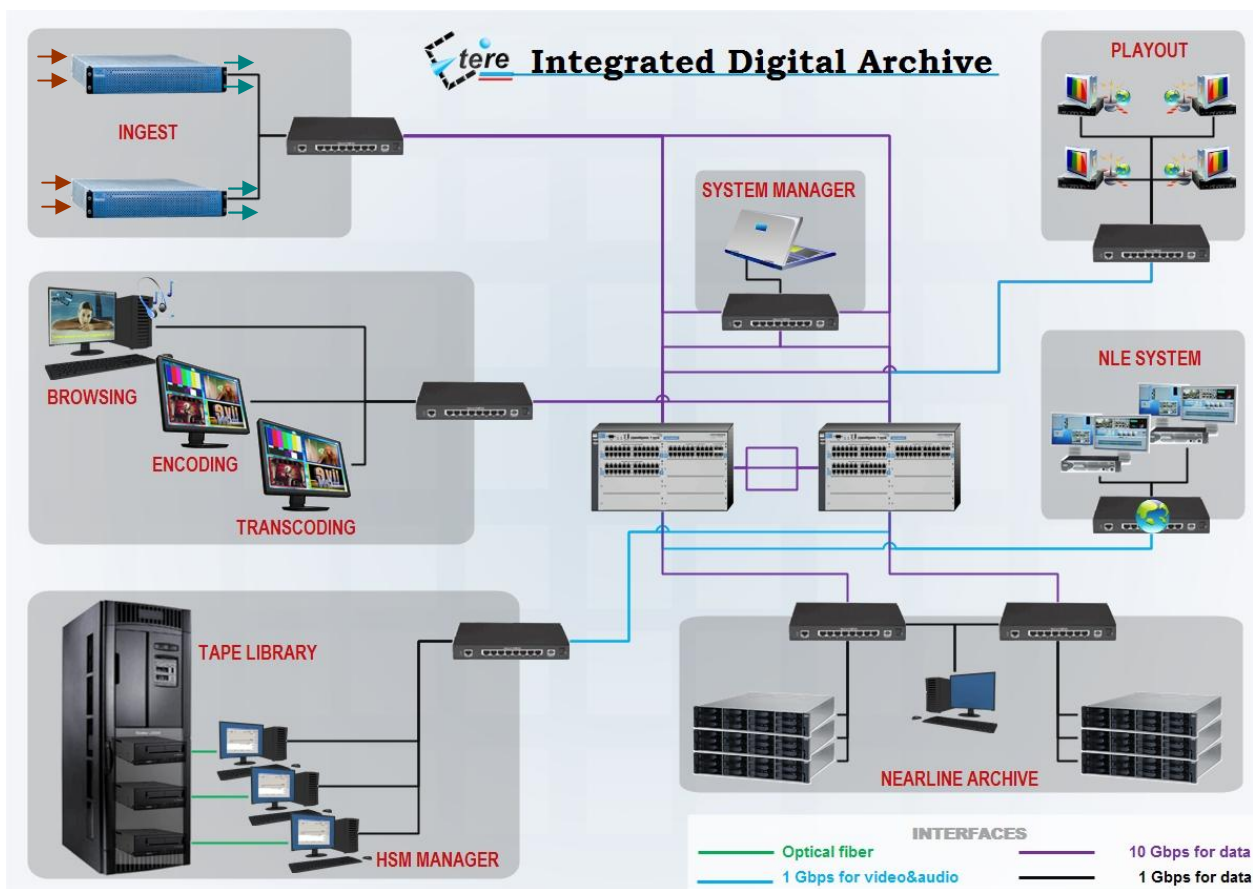 Etere Integrated Digital Archive
INGEST
PLAYOUT
SYSTEM MANAGER
BROWSING
ENCODING
TRANSCODING
NLE SYSTEM
TAPE LIBRARY
HSM MANAGER
NEARLINE ARCHIVE
INTERFACES
Optical fiber
10 Gbps for data
1 Gbps for video&audio
1 Gbps for data